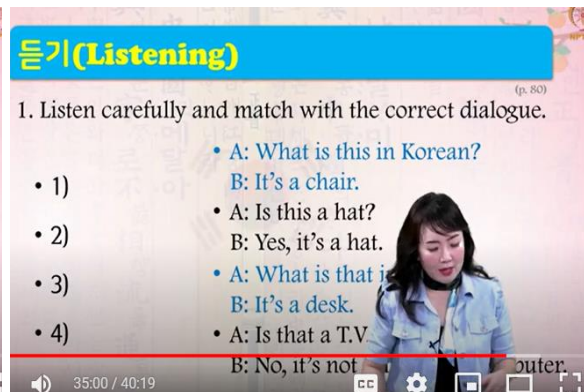 듣기(Listening)
(p. 80)
1. Listen carefully and match with the correct dialogue.
• 1)
• 2)
• 3)
• 4)
• A: What is this in Korean?
B: It's a chair.
• A: Is this a hat?
B: Yes, it's a hat.
• A: What is that
B: It's a desk.
• A: Is that a T.V.
B: No, it's not
35:00 / 40:19
CC